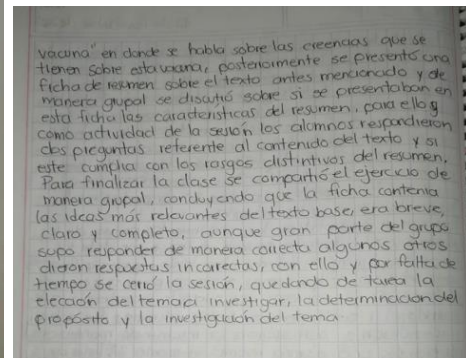 vacuna" en donde se habla sobre las creencias que se
tienen sobre esta vacuna, posteriormente se presentó una
ficha de resumen sobre el texto antes mencionado y de
manera grupal se discutió sobre si se presentaban en
esta ficha las caracteristicas del resumen, para ello
como actividad de la sesión los alumnos respondieron
dos preguntas referente al contenido del texto y si
este cumplia con los rasgos distintivos del resumen.
Para finalizar la clase se compartió el ejercicio de
manera grupal, concluyendo que la ficha contenia
las ideas más relevantes del texto base, era breve,
claro y completo, aunque gran parte del grupo
supo responder de manera correcta algunos otros
dieron respuestas incorrectas, con ello y por falta de
tiempo se cerró la sesión, quedando de tarea la
elección del tema a investigar, la determinación del
propósito y la investigación del tema.